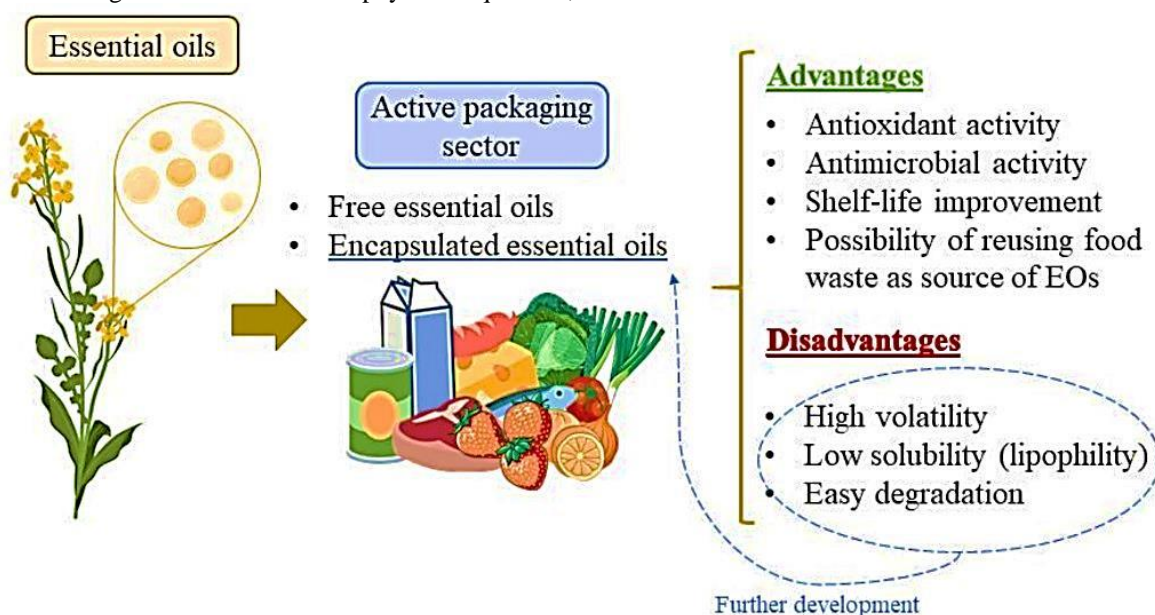 Essential oils
Active packaging
sector
• Free essential oils
• Encapsulated essential oils
Advantages
• Antioxidant activity
• Antimicrobial activity
• Shelf-life improvement
• Possibility of reusing food
waste as source of EOs
Disadvantages
• High volatility
• Low solubility (lipophility)
• Easy degradation
Further development